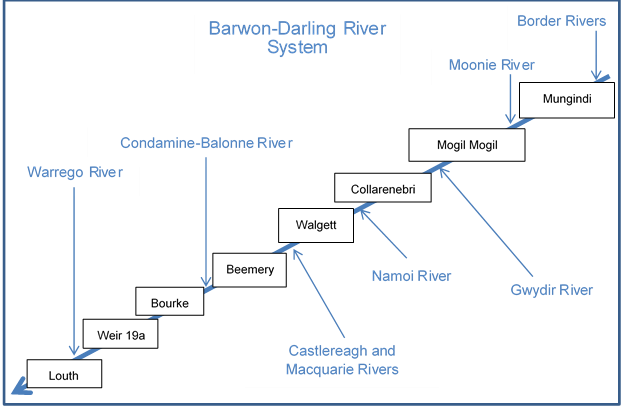 Barwon-Darling River
System
Border Rivers
Moonie River
Mungindi
Condamine-Balonne River
Mogil Mogil
Warrego River
Collarenebri
Walgett
Namoi River
Beemery
Gwydir River
Bourke
Weir 19a
Castlereagh and
Macquarie Rivers
Louth